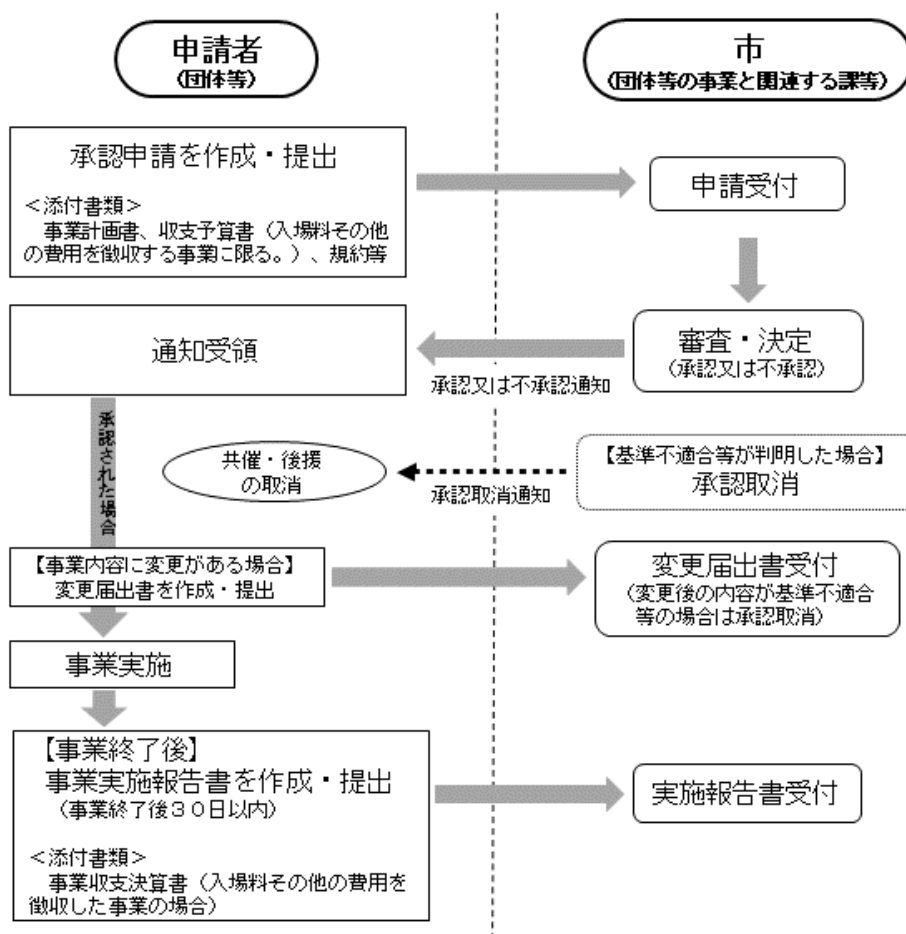 申請者
(団体等)
市
(団体等の事業と関連する課等)
承認申請を作成・提出
＜添付書類＞
事業計画書、収支予算書（入場料その他
の費用を徴収する事業に限る。）、規約等
申請受付
審査・決定
（承認又は不承認）
承認又は不承認通知
通知受領
承認された場合
共催・後援
の取消
承認取消通知
【基準不適合等が判明した場合】
承認取消
【事業内容に変更がある場合】
変更届出書を作成・提出
変更届出書受付
（変更後の内容が基準不適合
等の場合は承認取消）
事業実施
【事業終了後】
事業実施報告書を作成・提出
（事業終了後３０日以内）
＜添付書類＞
事業収支決算書（入場料その他の費用を
徴収した事業の場合）
実施報告書受付